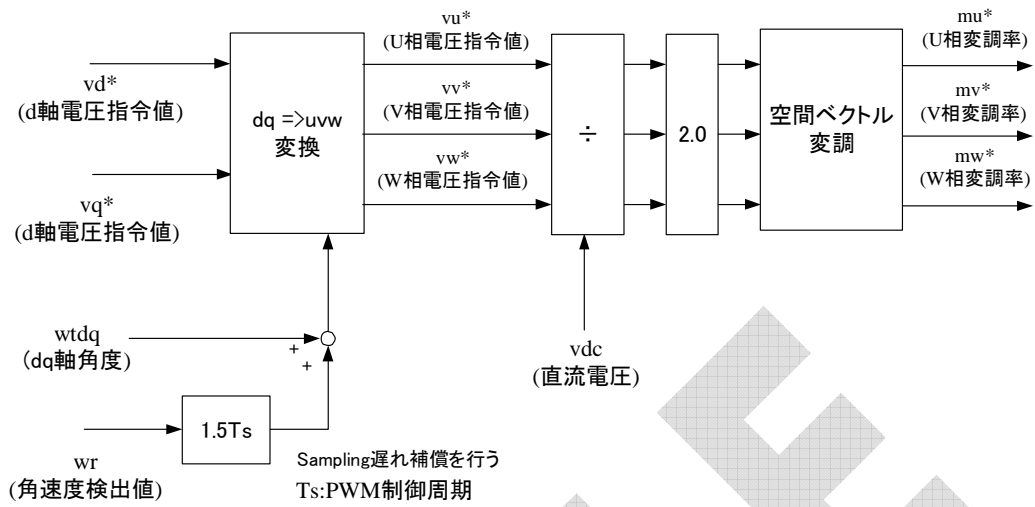 vd*
(d軸電圧指令値)
vq*
(d軸電圧指令値)
dq =>uvw
変換
vu*
(U相電圧指令値)
vv*
(V相電圧指令値)
vw*
(W相電圧指令値)
÷
2.0
空間ベクトル
変調
mu*
(U相変調率)
mv*
(V相変調率)
mw*
(W相変調率)
wtdq
(dq軸角度)
+
+
vdc
(直流電圧)
wr
(角速度検出値)
1.5Ts
Sampling遅れ補償を行う
Ts:PWM制御周期